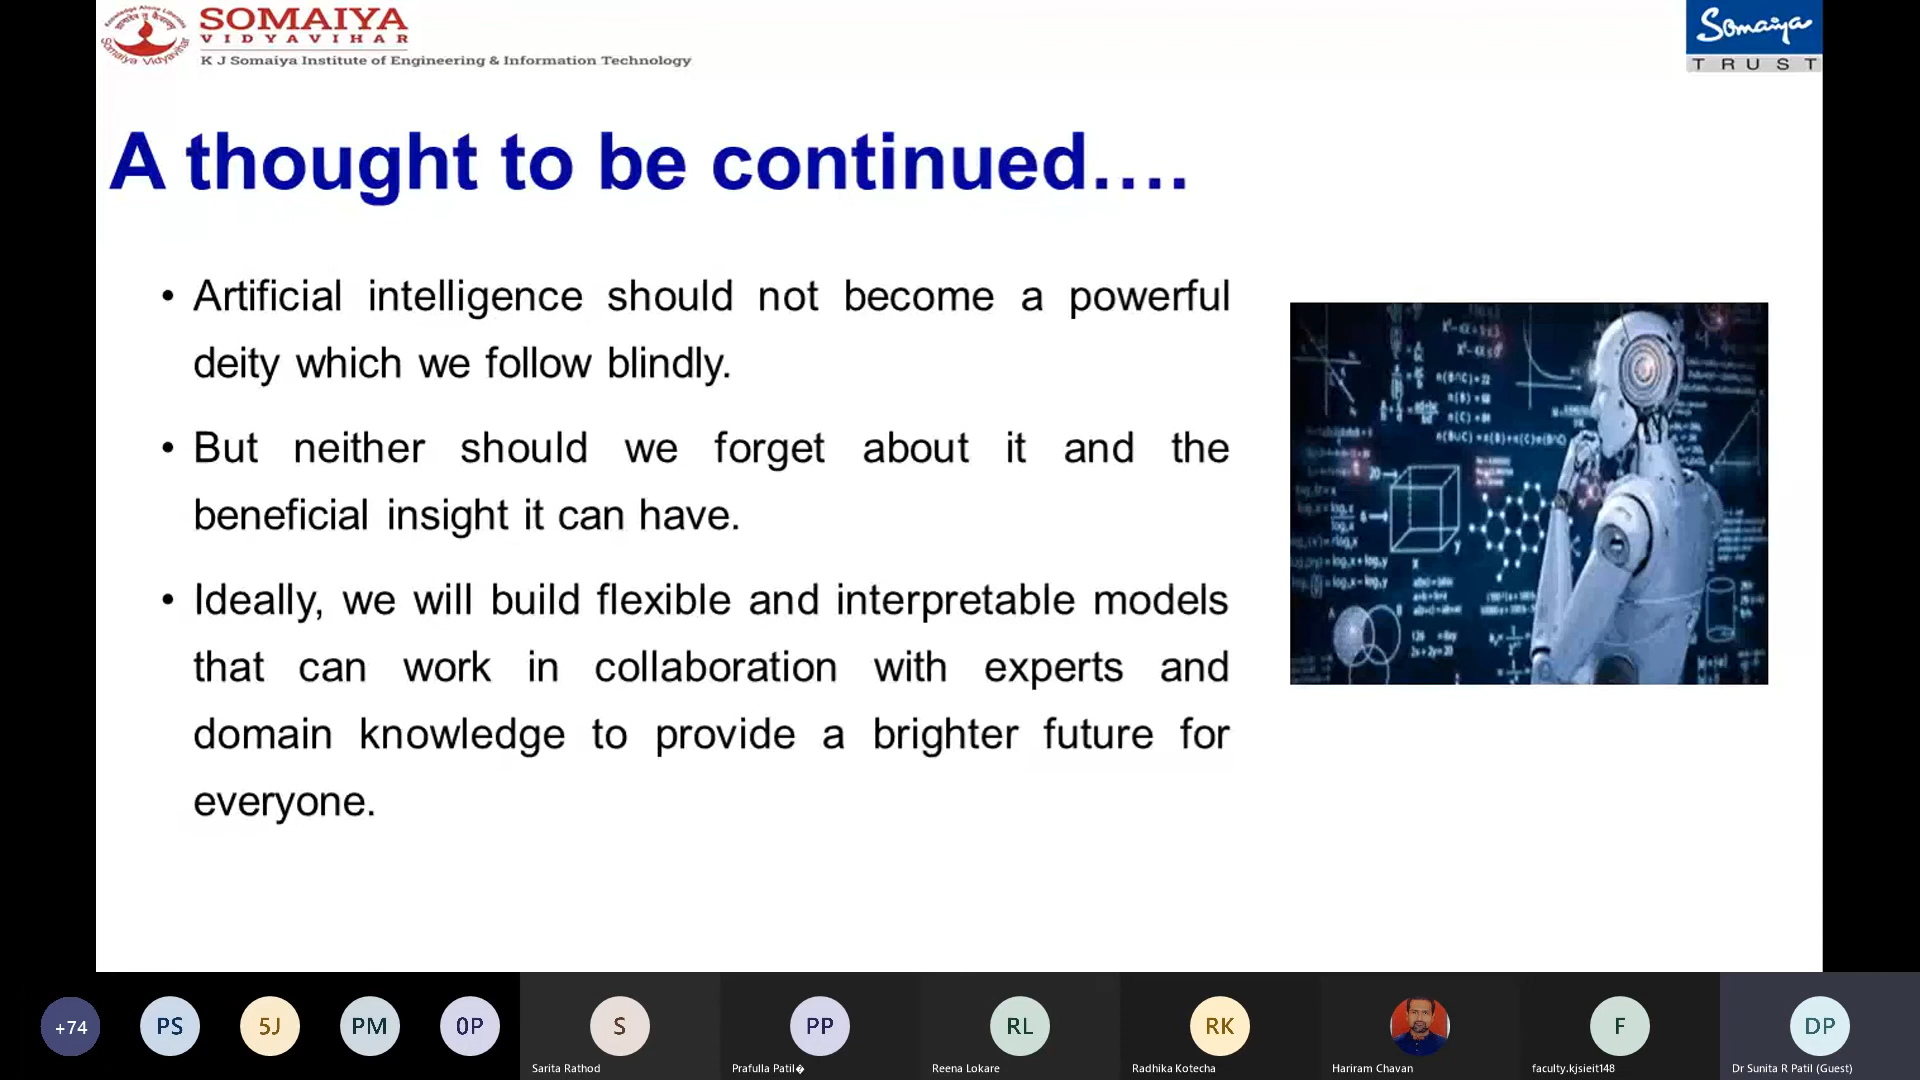 SOMAIYA
VIDYAVIHAR
K J Somaiya Institute of Engineering & Information Technology
Somaiya
TRUST
A thought to be continued....
• Artificial intelligence should not become a powerful
deity which we follow blindly.
• But neither should we forget about it and the
beneficial insight it can have.
• Ideally, we will build flexible and interpretable models
that can work in collaboration with experts and
domain knowledge to provide a brighter future for
everyone.
+74
PS
5J
PM
0P
S
PP
RL
RK
F
DP
Sarita Rathod
Prafulla Patil�
Reena Lokare
Radhika Kotecha
Hariram Chavan
faculty.kjsieit148
Dr Sunita R Patil (Guest)